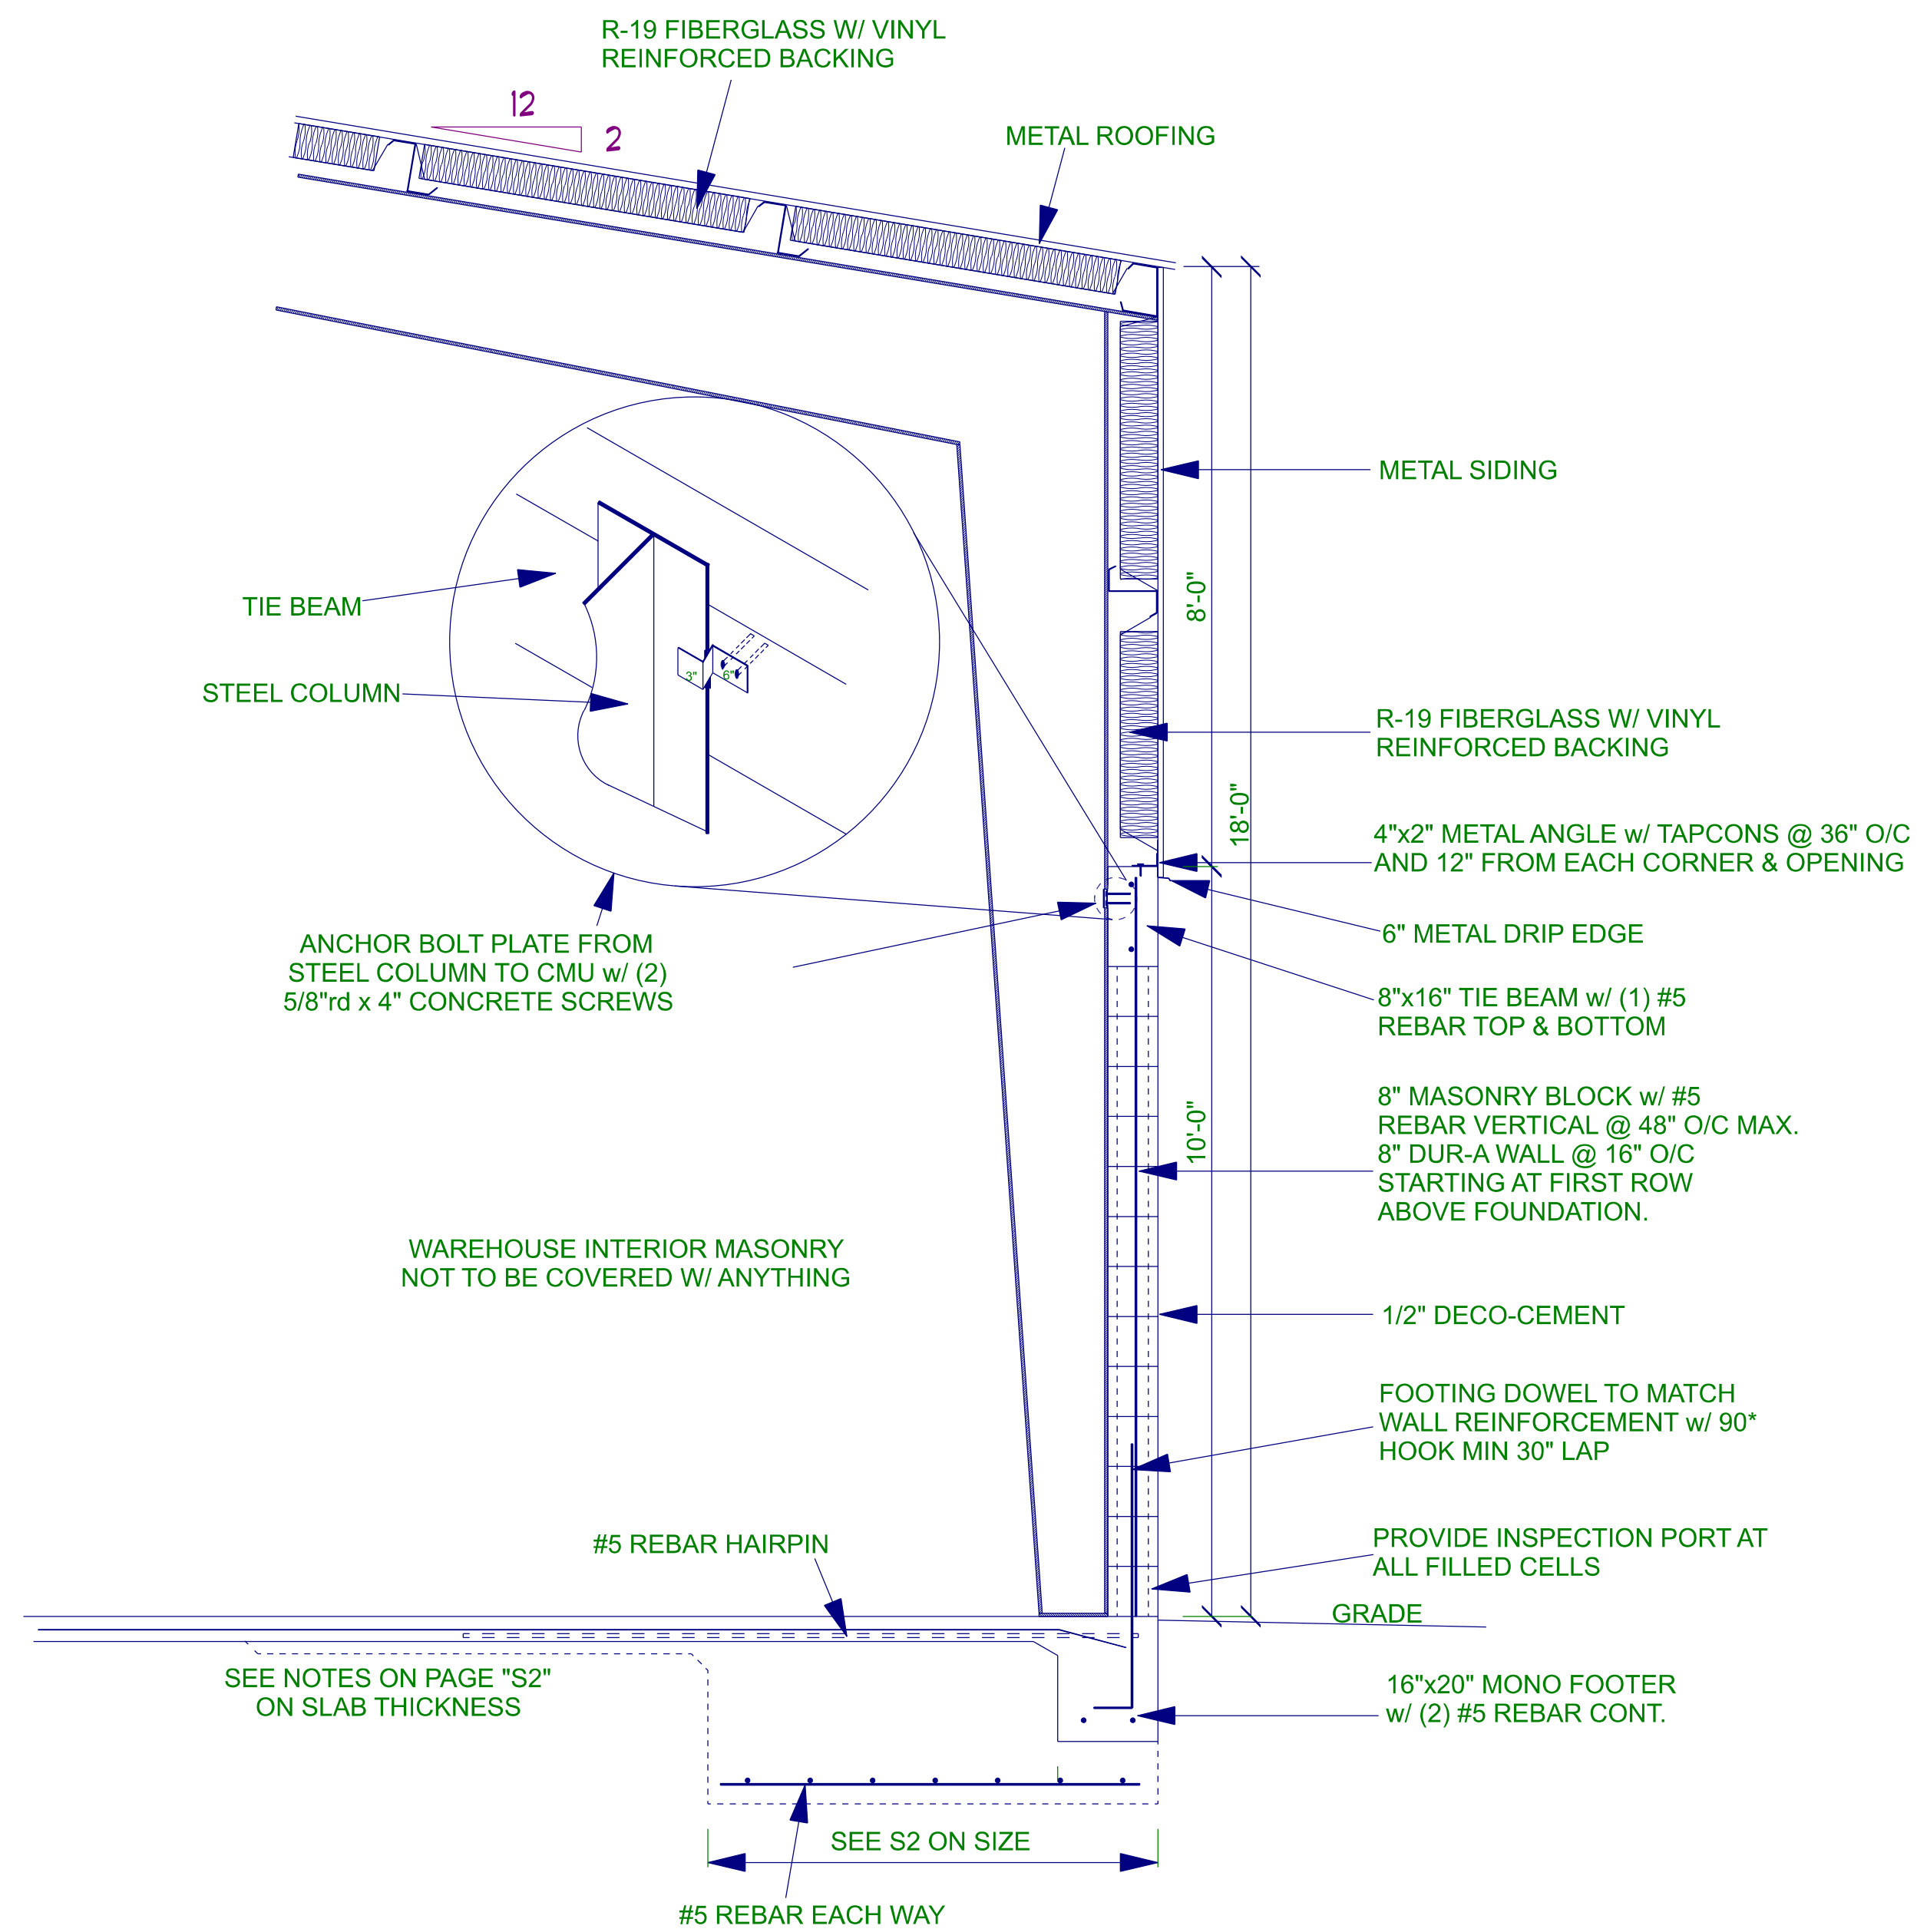 R-19 FIBERGLASS W/ VINYL
REINFORCED BACKING
12
2
METAL ROOFING
METAL SIDING
8'-0"
TIE BEAM
3"
6"
STEEL COLUMN
R-19 FIBERGLASS W/ VINYL
REINFORCED BACKING
18'-0"
4"x2" METAL ANGLE w/ TAPCONS @ 36" O/C
AND 12" FROM EACH CORNER & OPENING
6" METAL DRIP EDGE
ANCHOR BOLT PLATE FROM
STEEL COLUMN TO CMU w/ (2)
5/8"rd x 4" CONCRETE SCREWS
8"x16" TIE BEAM w/ (1) #5
REBAR TOP & BOTTOM
10'-0"
8" MASONRY BLOCK w/ #5
REBAR VERTICAL @ 48" O/C MAX.
8" DUR-A WALL @ 16" O/C
STARTING AT FIRST ROW
ABOVE FOUNDATION.
WAREHOUSE INTERIOR MASONRY
NOT TO BE COVERED W/ ANYTHING
1/2" DECO-CEMENT
FOOTING DOWEL TO MATCH
WALL REINFORCEMENT w/ 90*
HOOK MIN 30" LAP
#5 REBAR HAIRPIN
PROVIDE INSPECTION PORT AT
ALL FILLED CELLS
GRADE
SEE NOTES ON PAGE "S2"
ON SLAB THICKNESS
16"x20" MONO FOOTER
w/ (2) #5 REBAR CONT.
SEE S2 ON SIZE
#5 REBAR EACH WAY